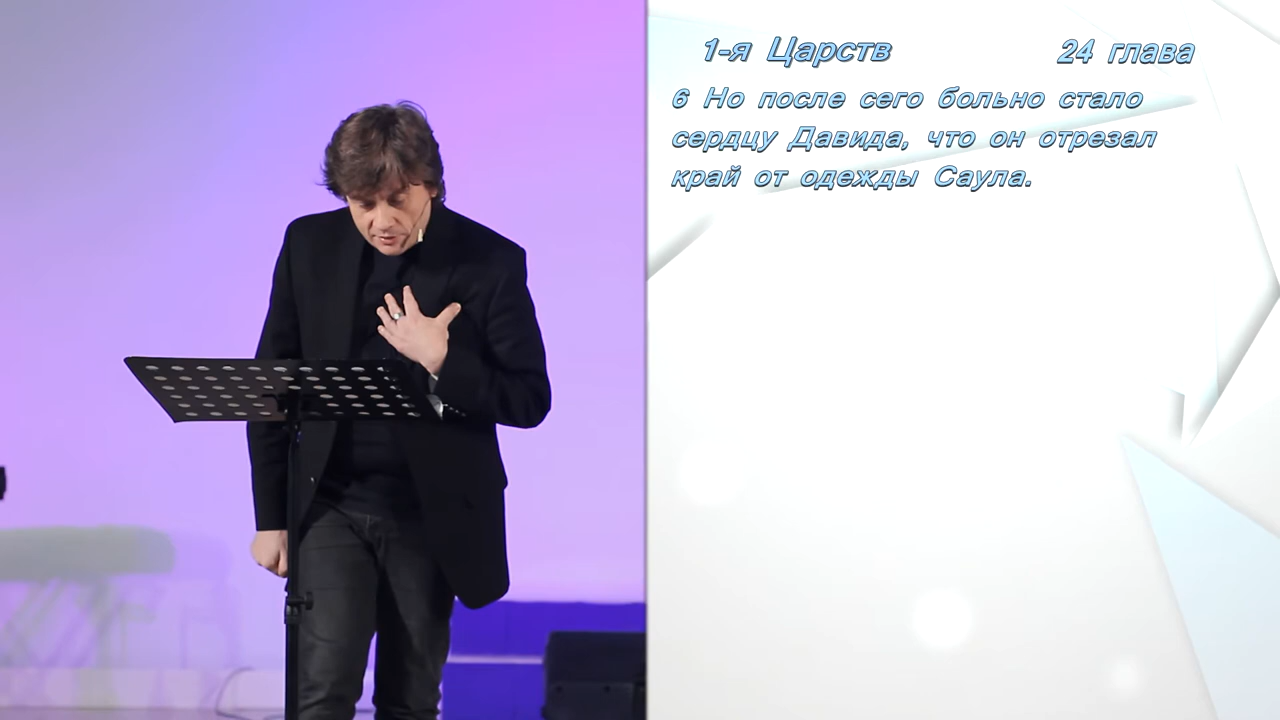 1-я Царств 24 глава
6 Но после сего больно стало
сердцу Давида, что он отрезал
край от одежды Саула.